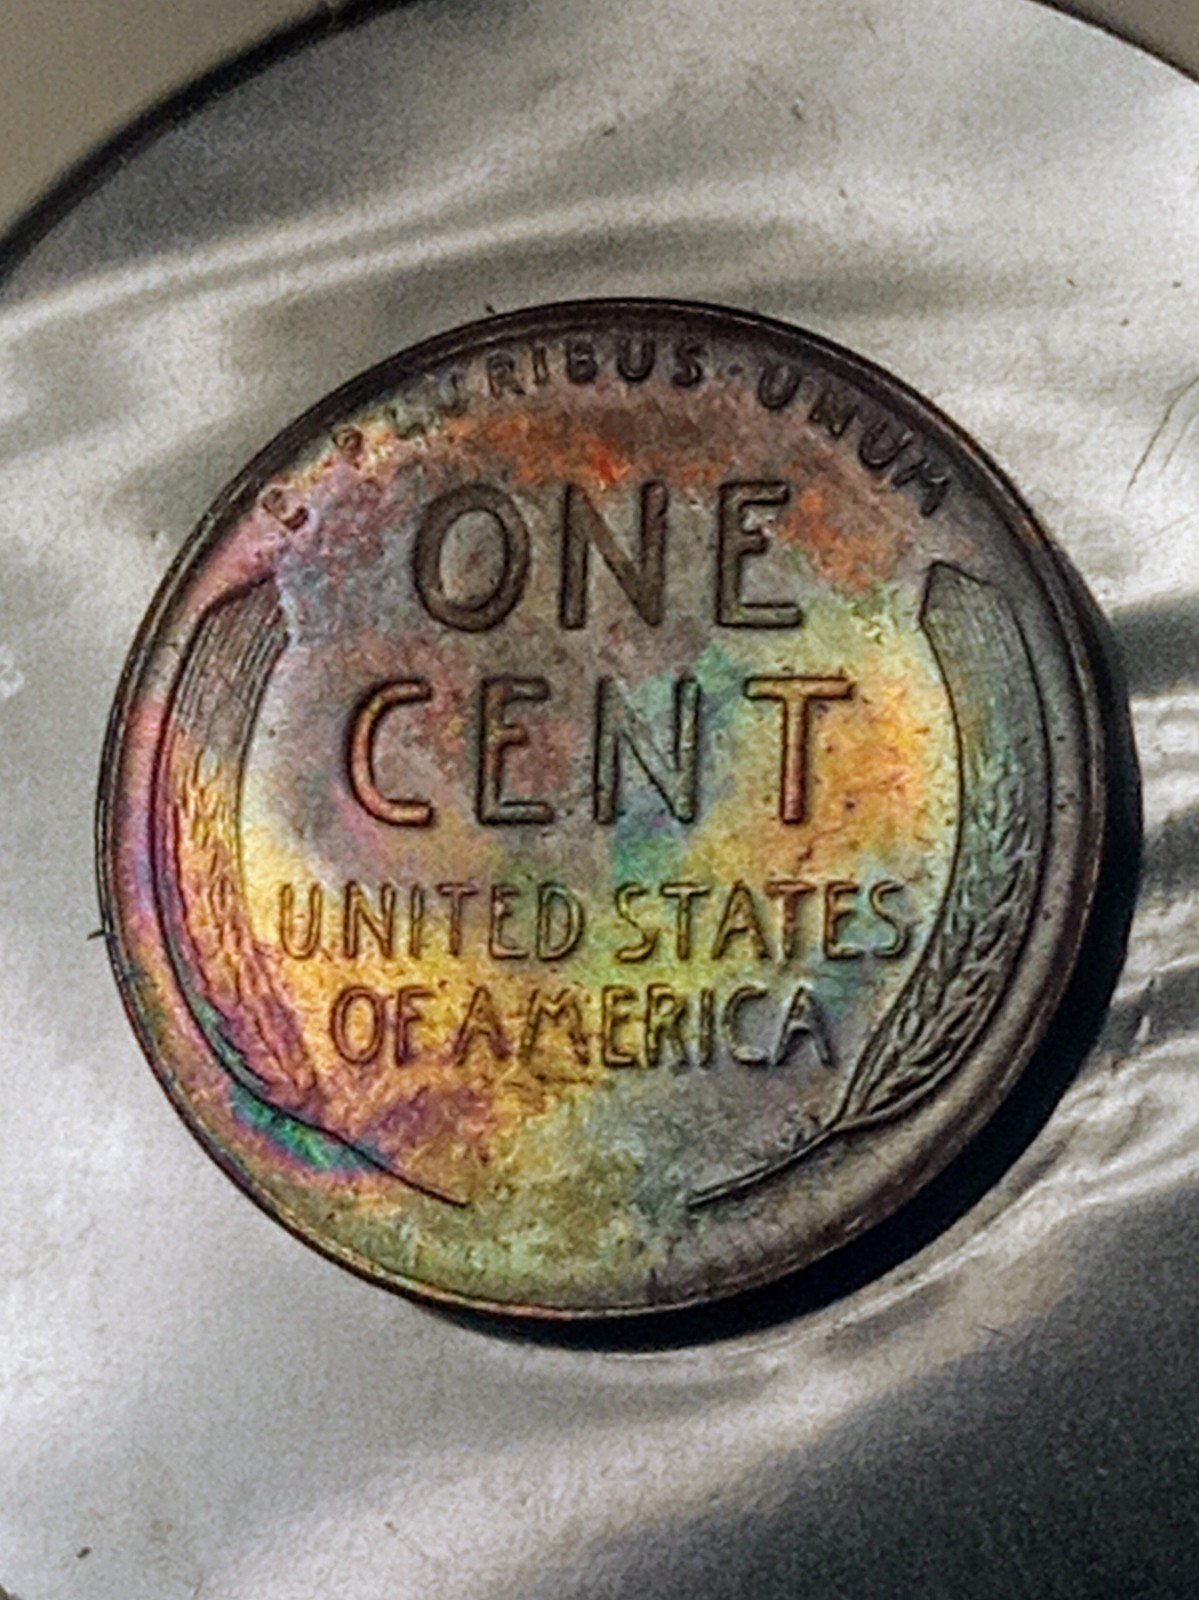 E PLURIBUS · UNUM
ONE
CENT
UNITED STATES
OF AMERICA